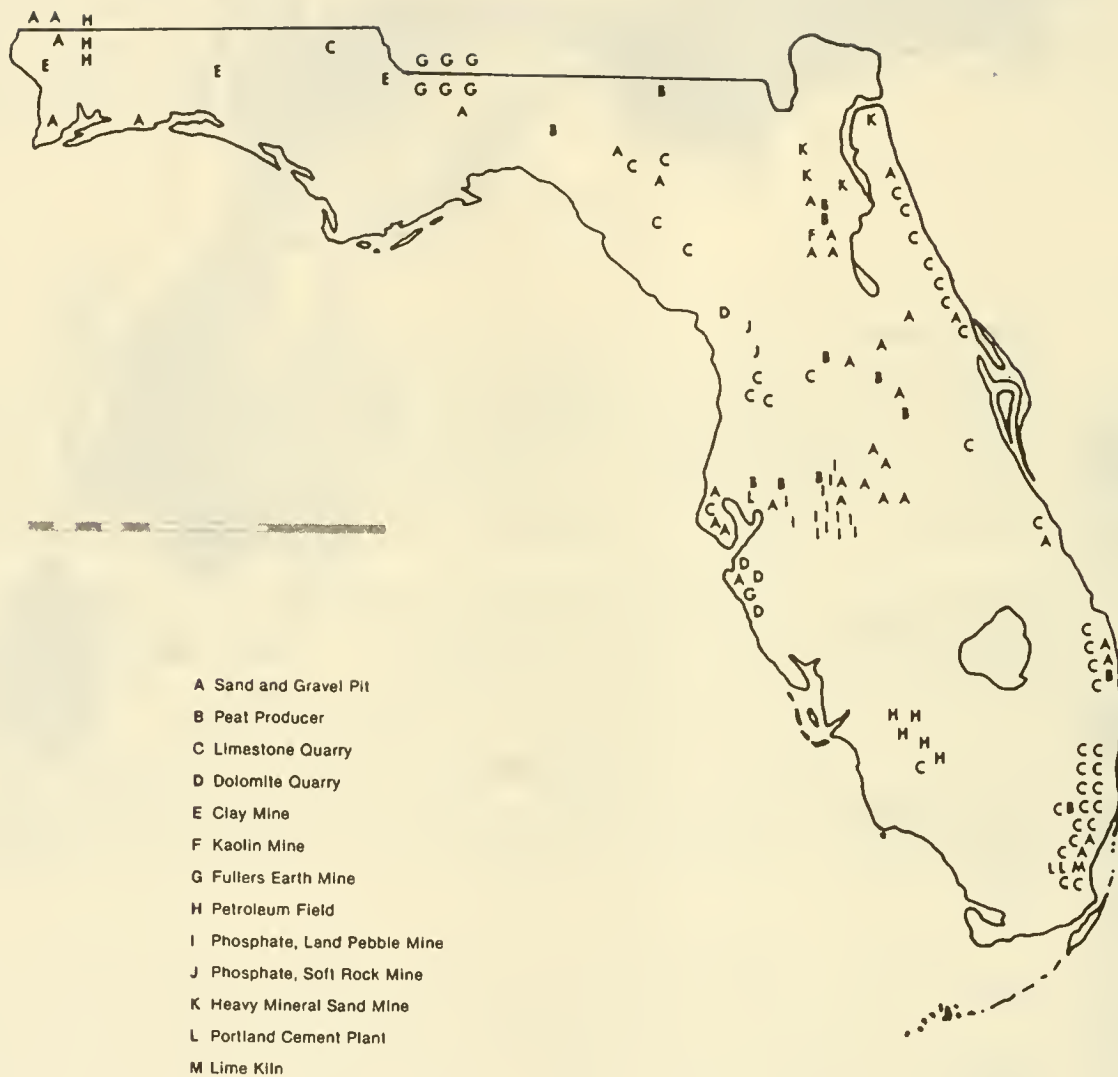 A A H
A H C
H G G G
E E E
G G G B
A
A A K
B
A K C
C A
K A K C
A B C
B C
F A C
C A A
C
C
C
D A A
J C
A
J B A
C C B
C C A
B
C A
A I
B B B I A A
A L A I I A A A
C I I I I
A A I C
I I I I
A
D D
A
G
D
C
C A
C A
B
C
H H
H
H
H
C
C C
C C
C C
C B C C
C C
C A
C A
L L M
C C
A Sand and Gravel Pit
B Peat Producer
C Limestone Quarry
D Dolomite Quarry
E Clay Mine
F Kaolin Mine
G Fullers Earth Mine
H Petroleum Field
I Phosphate, Land Pebble Mine
J Phosphate, Soft Rock Mine
K Heavy Mineral Sand Mine
L Portland Cement Plant
M Lime Kiln